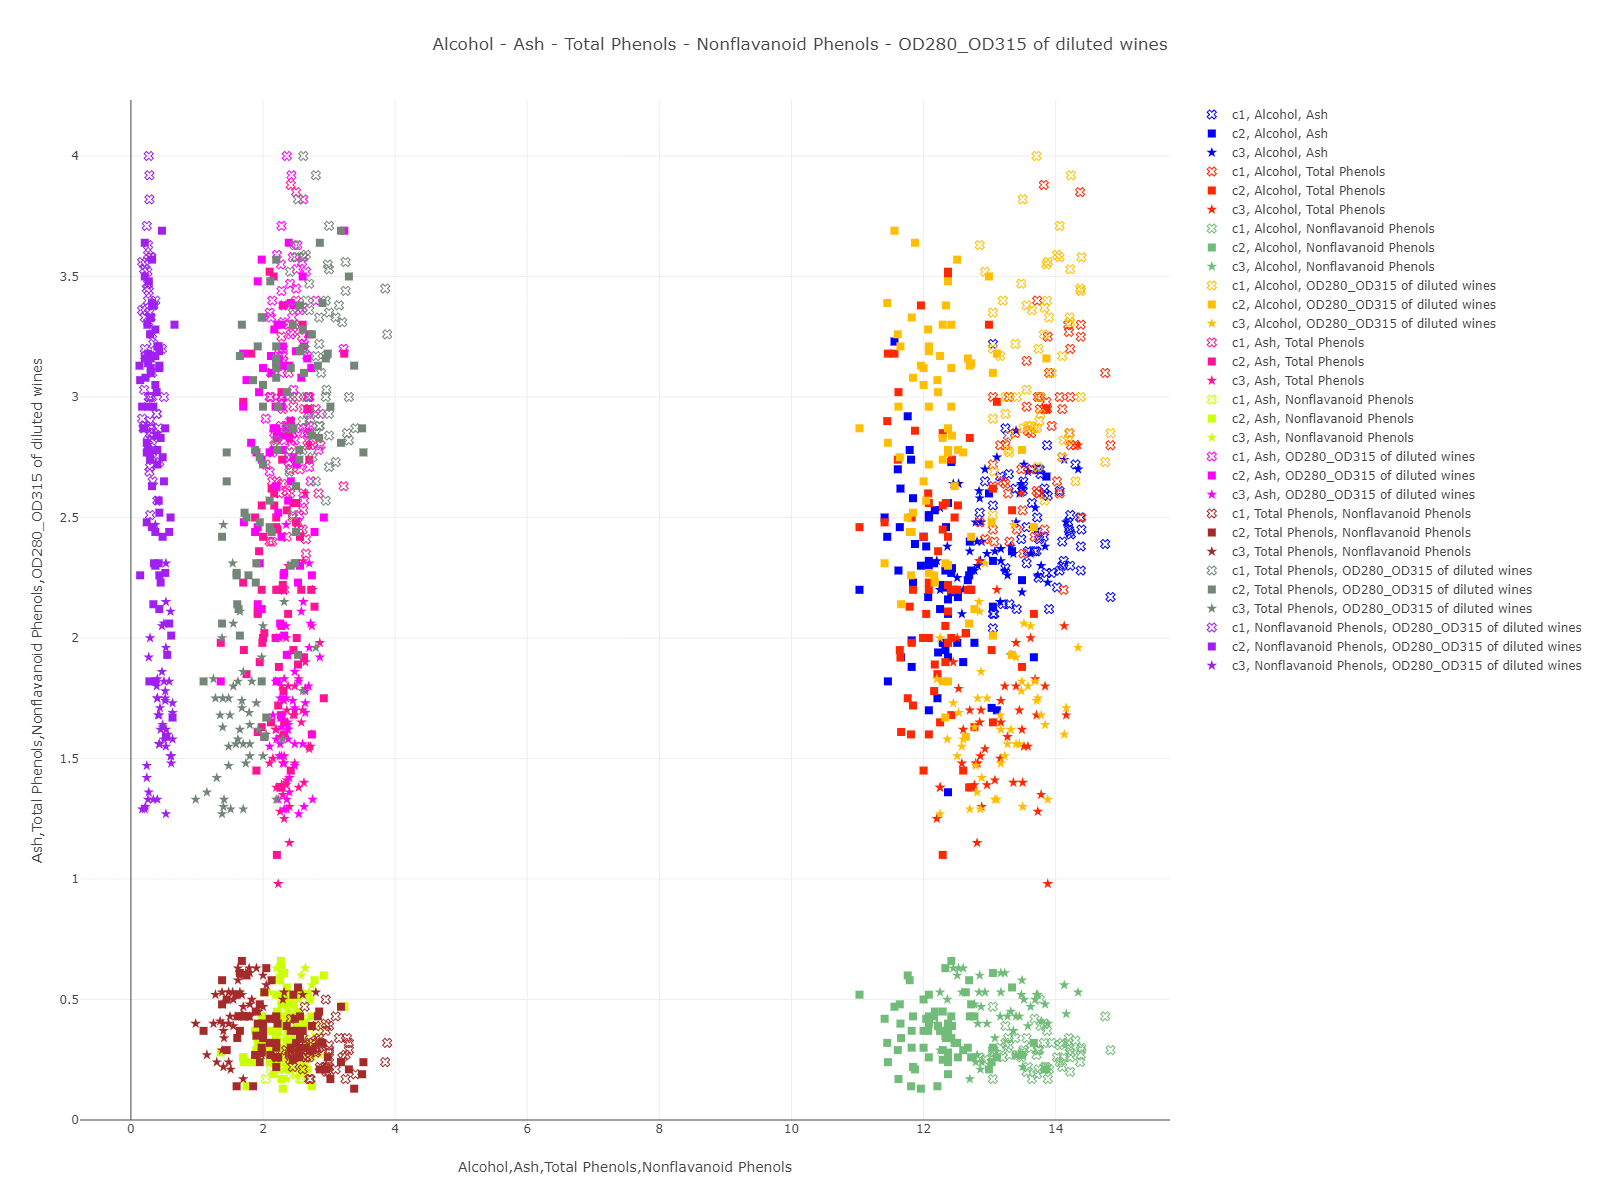 Alcohol - Ash - Total Phenols - Nonflavanoid Phenols - OD280_OD315 of diluted wines
c1, Alcohol, Ash
c2, Alcohol, Ash
c3, Alcohol, Ash
c1, Alcohol, Total Phenols
c2, Alcohol, Total Phenols
c3, Alcohol, Total Phenols
c1, Alcohol, Nonflavanoid Phenols
c2, Alcohol, Nonflavanoid Phenols
c3, Alcohol, Nonflavanoid Phenols
c1, Alcohol, OD280_OD315 of diluted wines
c2, Alcohol, OD280_OD315 of diluted wines
c3, Alcohol, OD280_OD315 of diluted wines
c1, Ash, Total Phenols
c2, Ash, Total Phenols
c3, Ash, Total Phenols
c1, Ash, Nonflavanoid Phenols
c2, Ash, Nonflavanoid Phenols
c3, Ash, Nonflavanoid Phenols
c1, Ash, OD280_OD315 of diluted wines
c2, Ash, OD280_OD315 of diluted wines
c3, Ash, OD280_OD315 of diluted wines
c1, Total Phenols, Nonflavanoid Phenols
c2, Total Phenols, Nonflavanoid Phenols
c3, Total Phenols, Nonflavanoid Phenols
c1, Total Phenols, OD280_OD315 of diluted wines
c2, Total Phenols, OD280_OD315 of diluted wines
c3, Total Phenols, OD280_OD315 of diluted wines
c1, Nonflavanoid Phenols, OD280_OD315 of diluted wines
c2, Nonflavanoid Phenols, OD280_OD315 of diluted wines
c3, Nonflavanoid Phenols, OD280_OD315 of diluted wines
Ash,Total Phenols,Nonflavanoid Phenols,OD280_OD315 of diluted wines
4
3.5
3
2.5
2
1.5
1
0.5
0
0 2 4 6 8 10 12 14
Alcohol,Ash,Total Phenols,Nonflavanoid Phenols